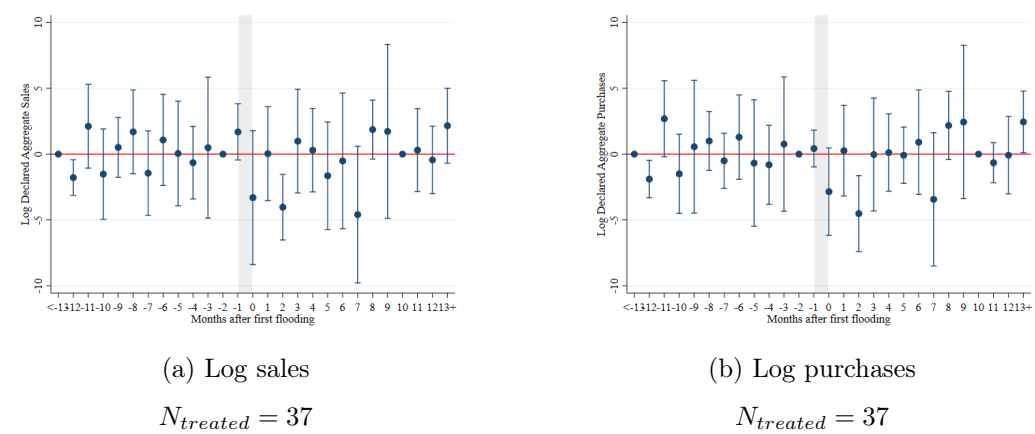 10
5
0
-5
-10
Log Declared Aggregate Sales
<-13-12-11-10 -9 -8 -7 -6 -5 -4 -3 -2 -1 0 1 2 3 4 5 6 7 8 9 10 11 1213+
Months after first flooding
(a) Log sales
N_treated = 37
10
5
0
-5
-10
Log Declared Aggregate Purchases
<-13-12-11-10 -9 -8 -7 -6 -5 -4 -3 -2 -1 0 1 2 3 4 5 6 7 8 9 10 11 1213+
Months after first flooding
(b) Log purchases
N_treated = 37